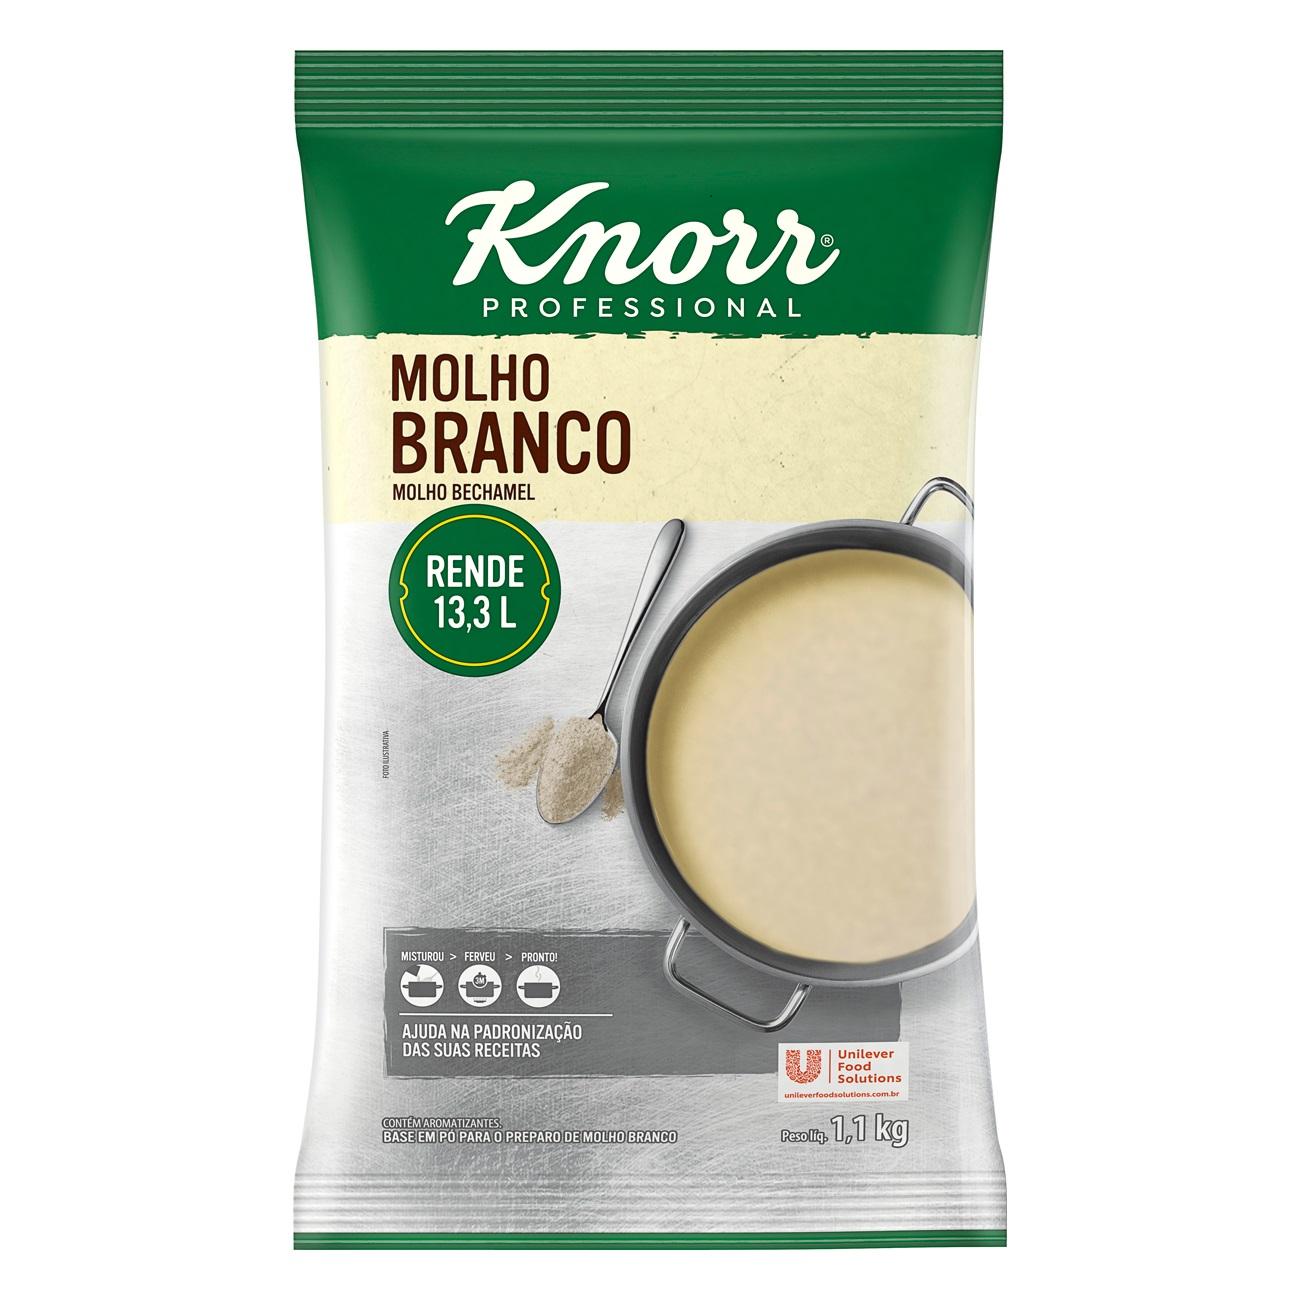 Knorr®
PROFESSIONAL
MOLHO
BRANCO
MOLHO BECHAMEL
RENDE
13,3 L
FOTO ILUSTRATIVA
MISTUROU > FERVEU > PRONTO!
3M
AJUDA NA PADRONIZAÇÃO
DAS SUAS RECEITAS
Unilever
Food
Solutions
unileverfoodsolutions.com.br
CONTÉM AROMATIZANTES.
BASE EM PÓ PARA O PREPARO DE MOLHO BRANCO
Peso líq. 1,1 kg